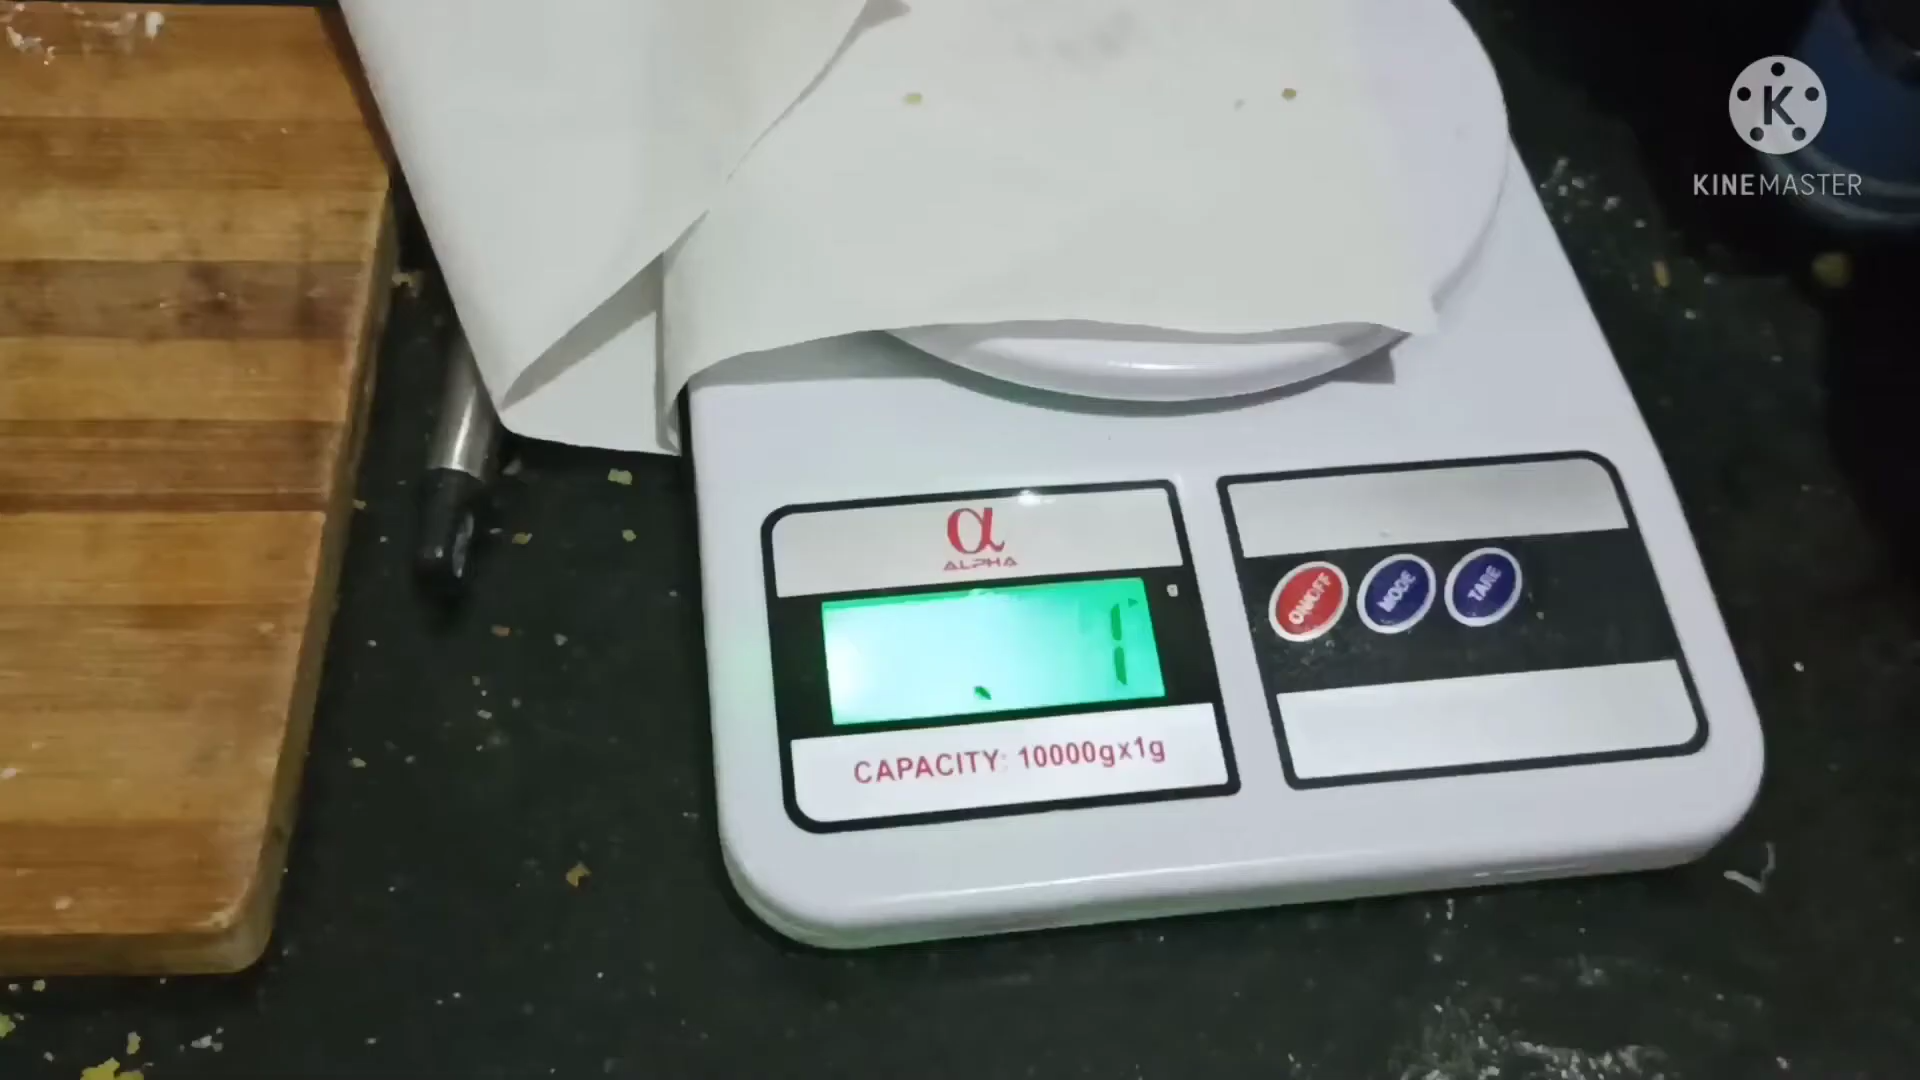 KINEMASTER
α
ALPHA
g
ON/OFF MODE TARE
CAPACITY: 10000gx1g